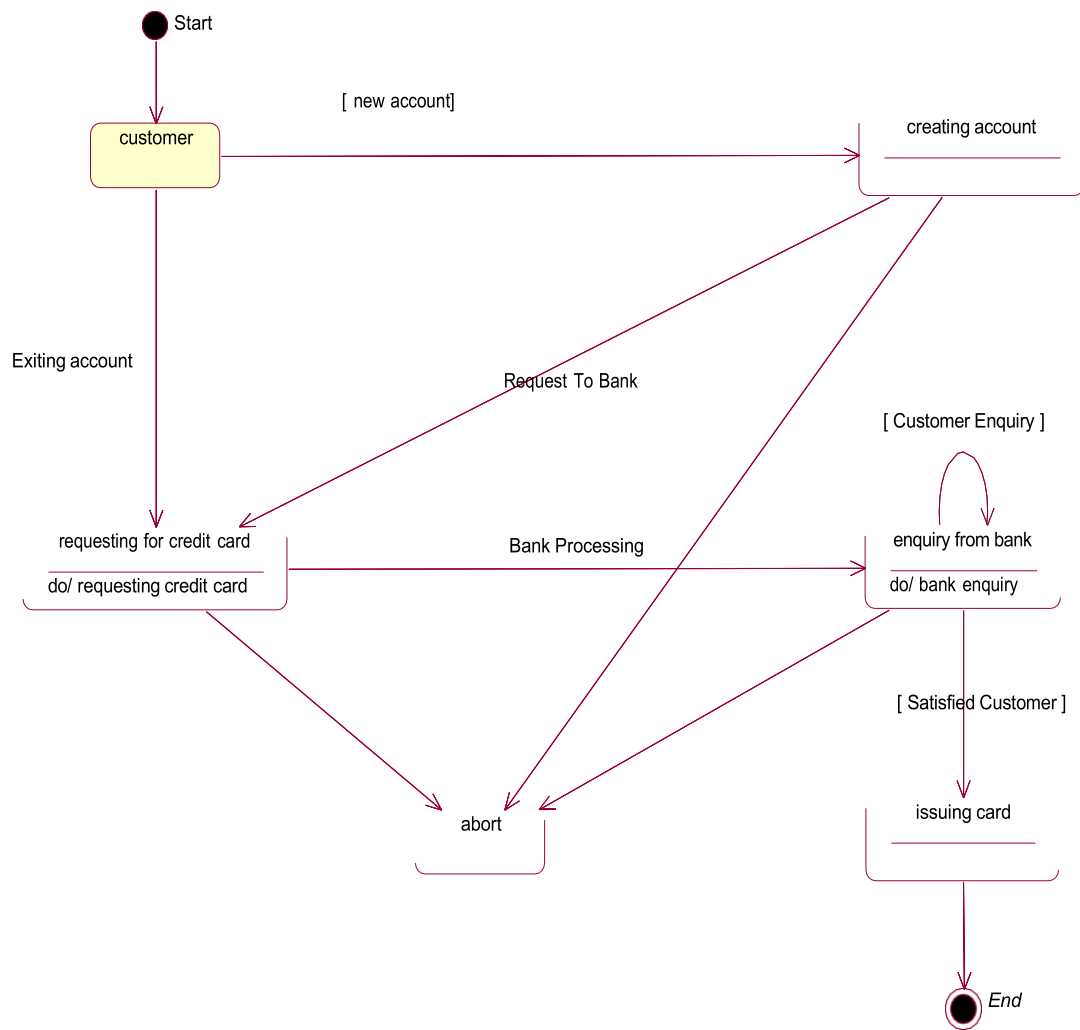 Start
[ new account]
customer
creating account
Exiting account
Request To Bank
[ Customer Enquiry ]
requesting for credit card
do/ requesting credit card
Bank Processing
enquiry from bank
do/ bank enquiry
[ Satisfied Customer ]
abort
issuing card
End